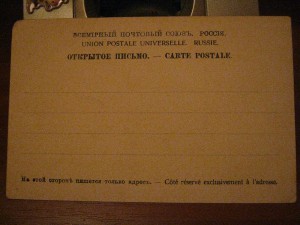 ВСЕМІРНЫЙ ПОЧТОВЫЙ СОЮЗЪ. РОССІЯ.
UNION POSTALE UNIVERSELLE. RUSSIE.
ОТКРЫТОЕ ПИСЬМО. — CARTE POSTALE.
На этой сторонѣ пишется только адресъ. — Côté réservé exclusivement à l'adresse.